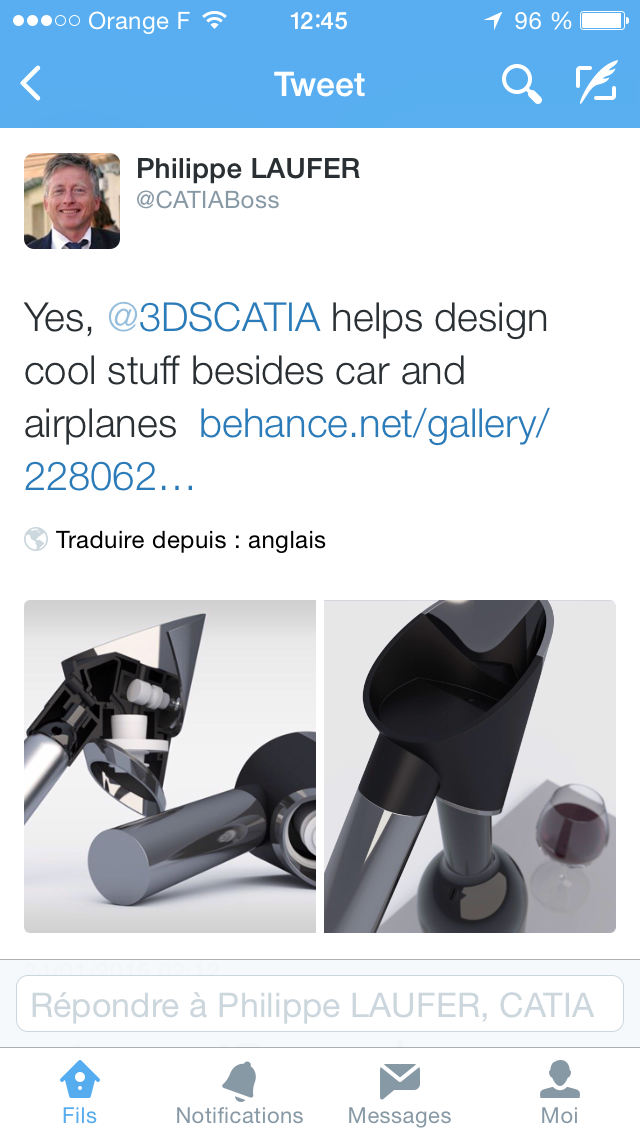 Orange F 12:45 96 %
Tweet
Philippe LAUFER
@CATIABoss
Yes, @3DSCATIA helps design
cool stuff besides car and
airplanes behance.net/gallery/
228062…
Traduire depuis : anglais
Répondre à Philippe LAUFER, CATIA
Fils Notifications Messages Moi